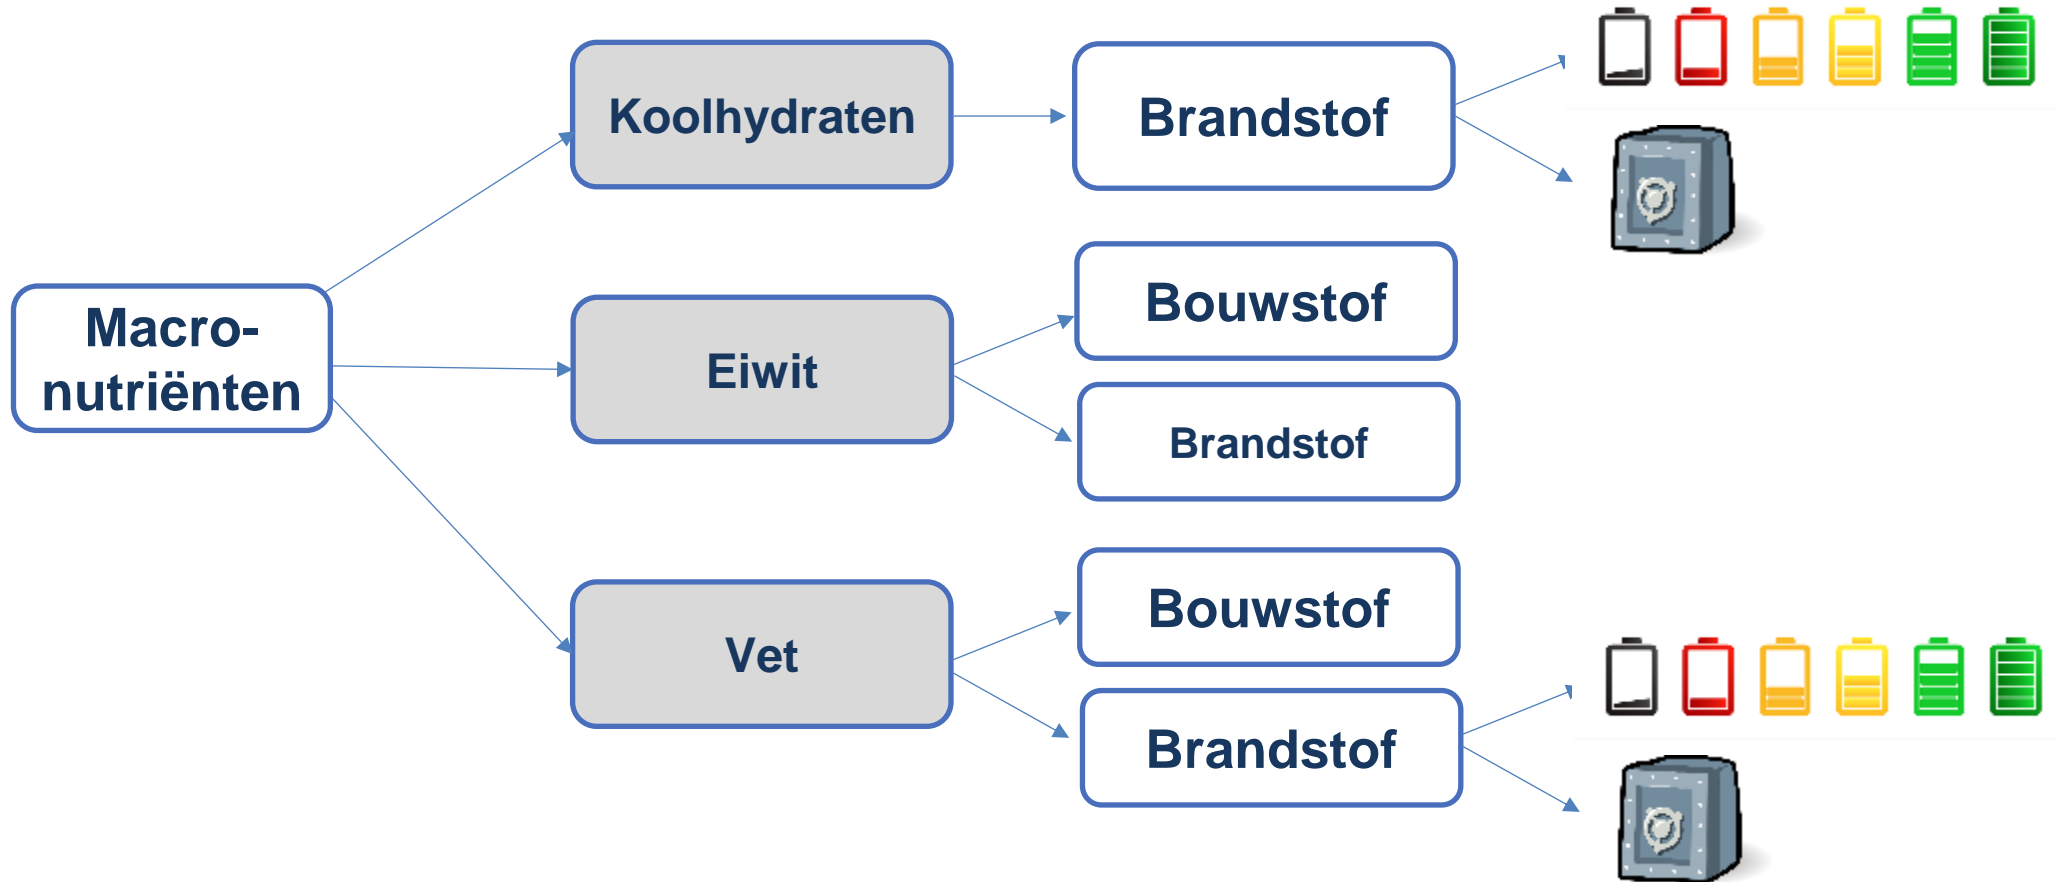 Koolhydraten
Brandstof
Macro-
nutriënten
Eiwit
Bouwstof
Brandstof
Vet
Bouwstof
Brandstof